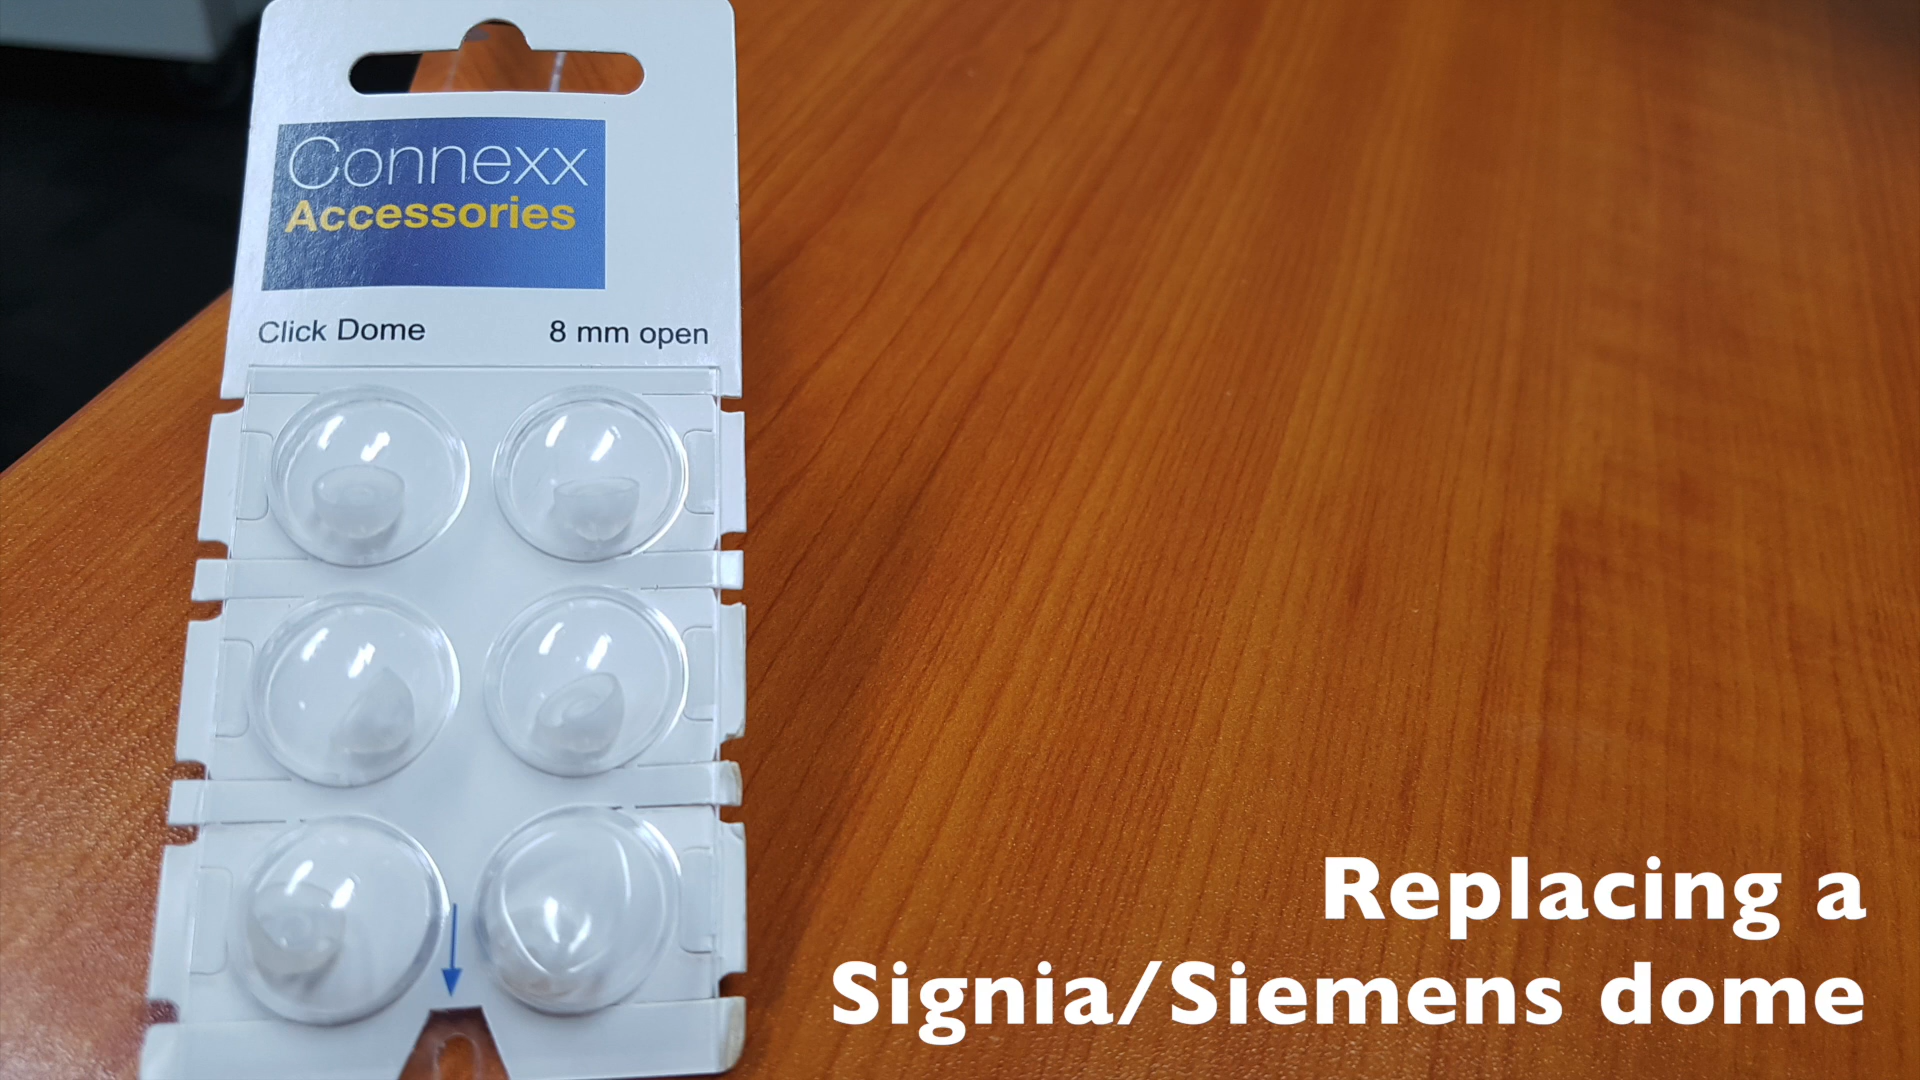 Connexx
Accessories
Click Dome 8 mm open
Replacing a
Signia/Siemens dome